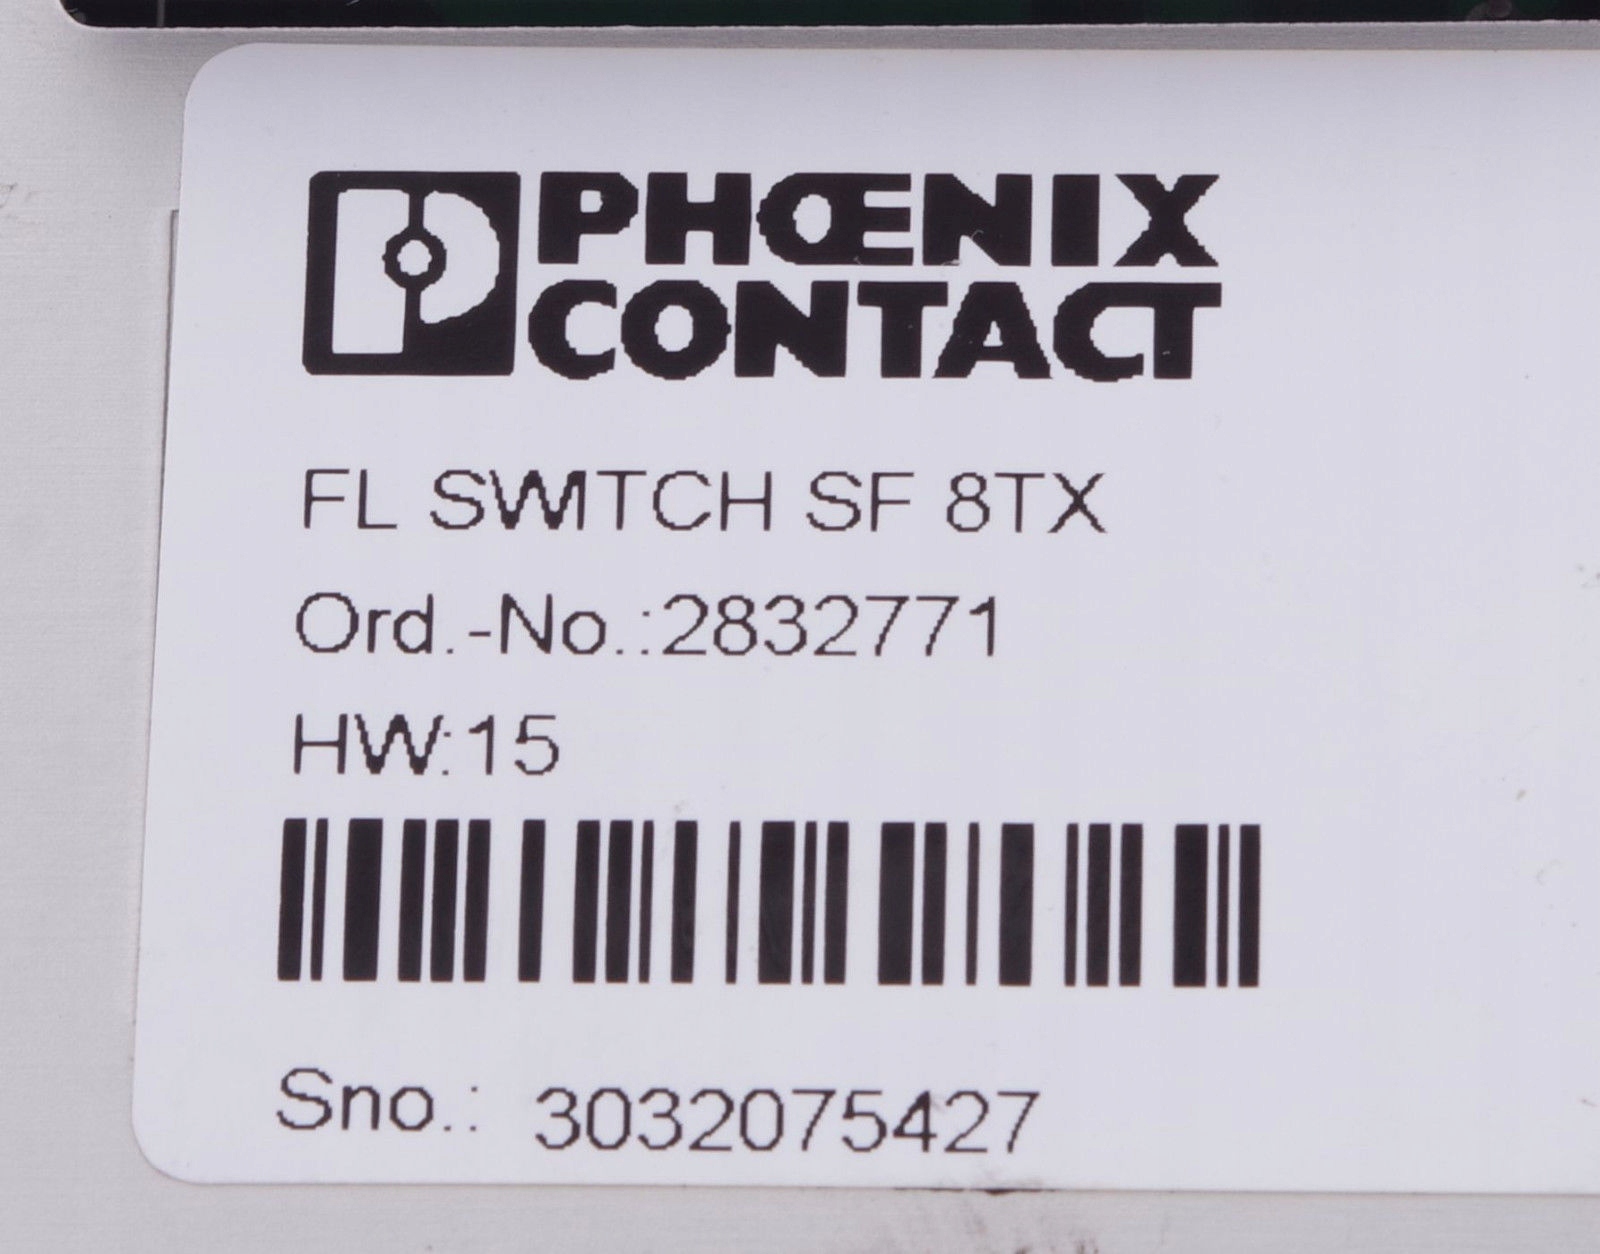 PHŒNIX
CONTACT
FL SWITCH SF 8TX
Ord.-No.:2832771
HW:15
Sno.: 3032075427